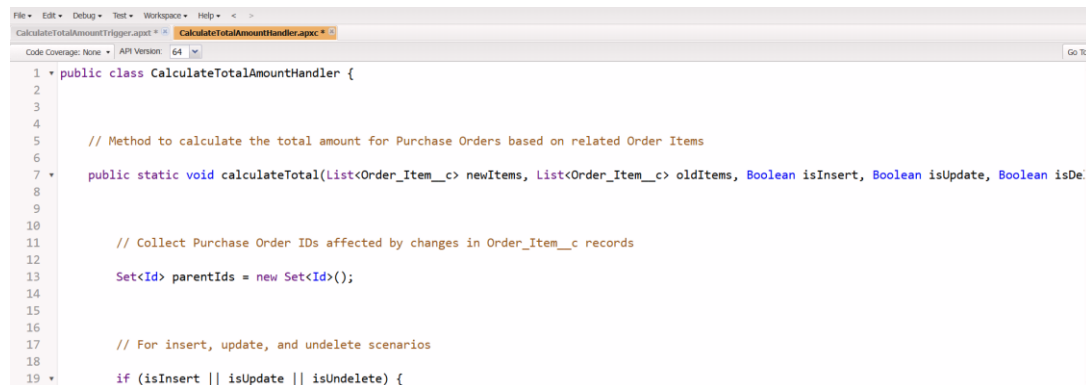 File Edit Debug Test Workspace Help < >
CalculateTotalAmountTrigger.apxt * CalculateTotalAmountHandler.apxc *
Code Coverage: None API Version: 64 Go To
1 public class CalculateTotalAmountHandler {
2
3
4
5 // Method to calculate the total amount for Purchase Orders based on related Order Items
6
7 public static void calculateTotal(List<Order_Item__c> newItems, List<Order_Item__c> oldItems, Boolean isInsert, Boolean isUpdate, Boolean isDel
8
9
10
11 // Collect Purchase Order IDs affected by changes in Order_Item__c records
12
13 Set<Id> parentIds = new Set<Id>();
14
15
16
17 // For insert, update, and undelete scenarios
18
19 if (isInsert || isUpdate || isUndelete) {